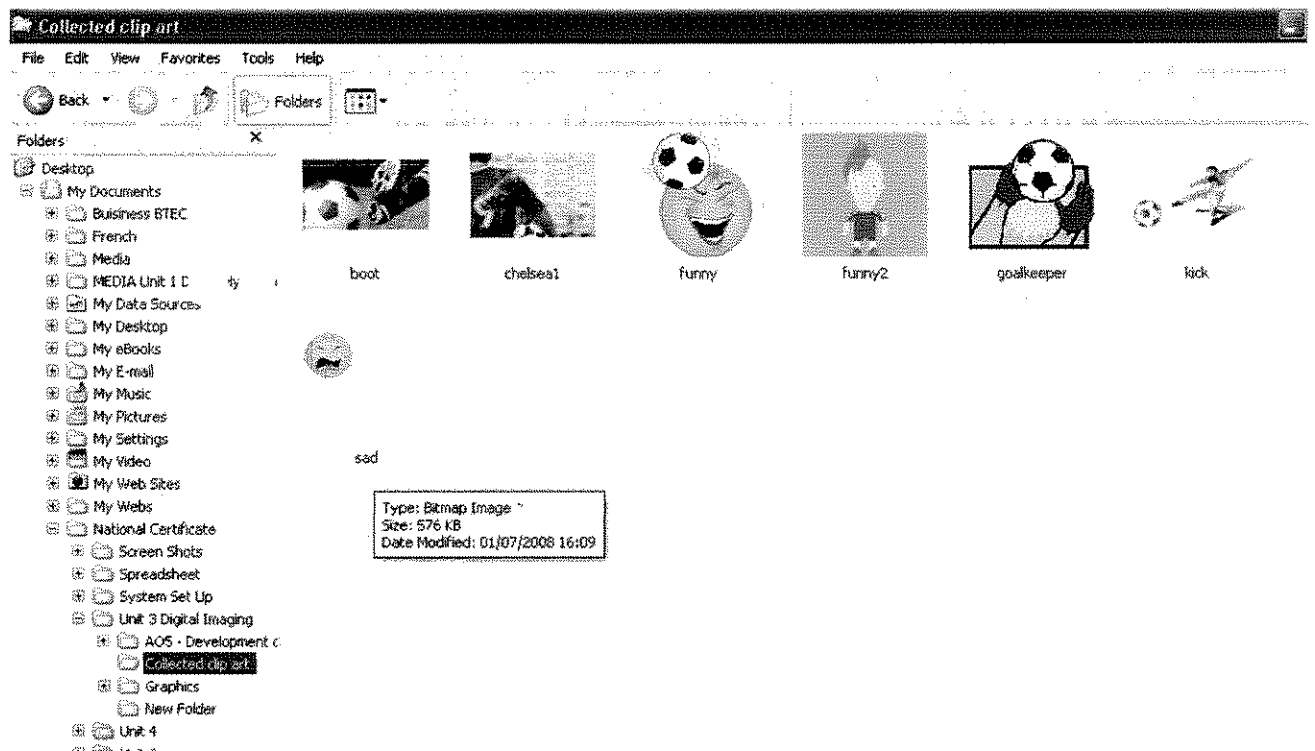 Collected clip art
File Edit View Favorites Tools Help
Back Folders
Folders x
Desktop
My Documents
Buisiness BTEC
French
Media
MEDIA Unit 1
My Data Sources
My Desktop
My eBooks
My E-mail
My Music
My Pictures
My Settings
My Video
My Web Sites
My Webs
National Certificate
Screen Shots
Spreadsheet
System Set Up
Unit 3 Digital Imaging
AOS - Development
Collected clip art
Graphics
New Folder
Unit 4
boot chelsea1 funny funny2 goalkeeper kick
sad
Type: Bitmap Image
Size: 576 KB
Date Modified: 01/07/2008 16:09